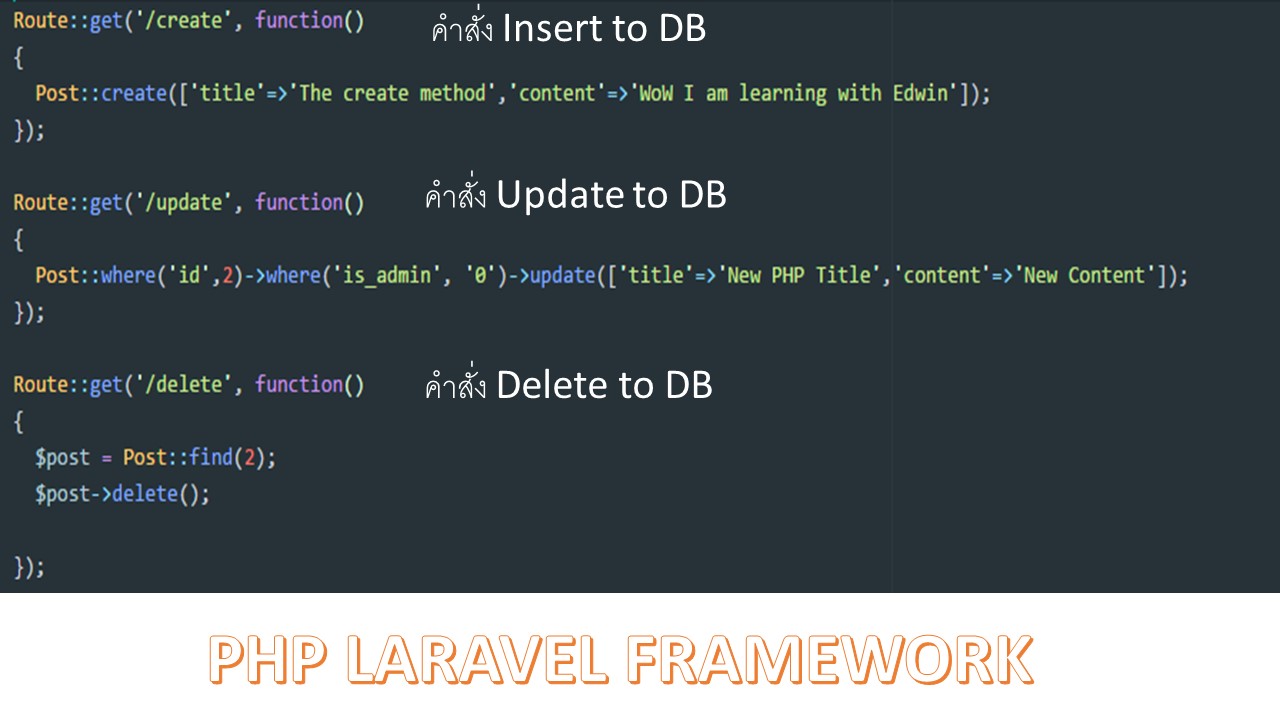 Route::get('/create', function() คำสั่ง Insert to DB
{
Post::create(['title'=>'The create method','content'=>'WoW I am learning with Edwin']);
});
Route::get('/update', function() คำสั่ง Update to DB
{
Post::where('id',2)->where('is_admin', '0')->update(['title'=>'New PHP Title','content'=>'New Content']);
});
Route::get('/delete', function() คำสั่ง Delete to DB
{
$post = Post::find(2);
$post->delete();
});
PHP LARAVEL FRAMEWORK